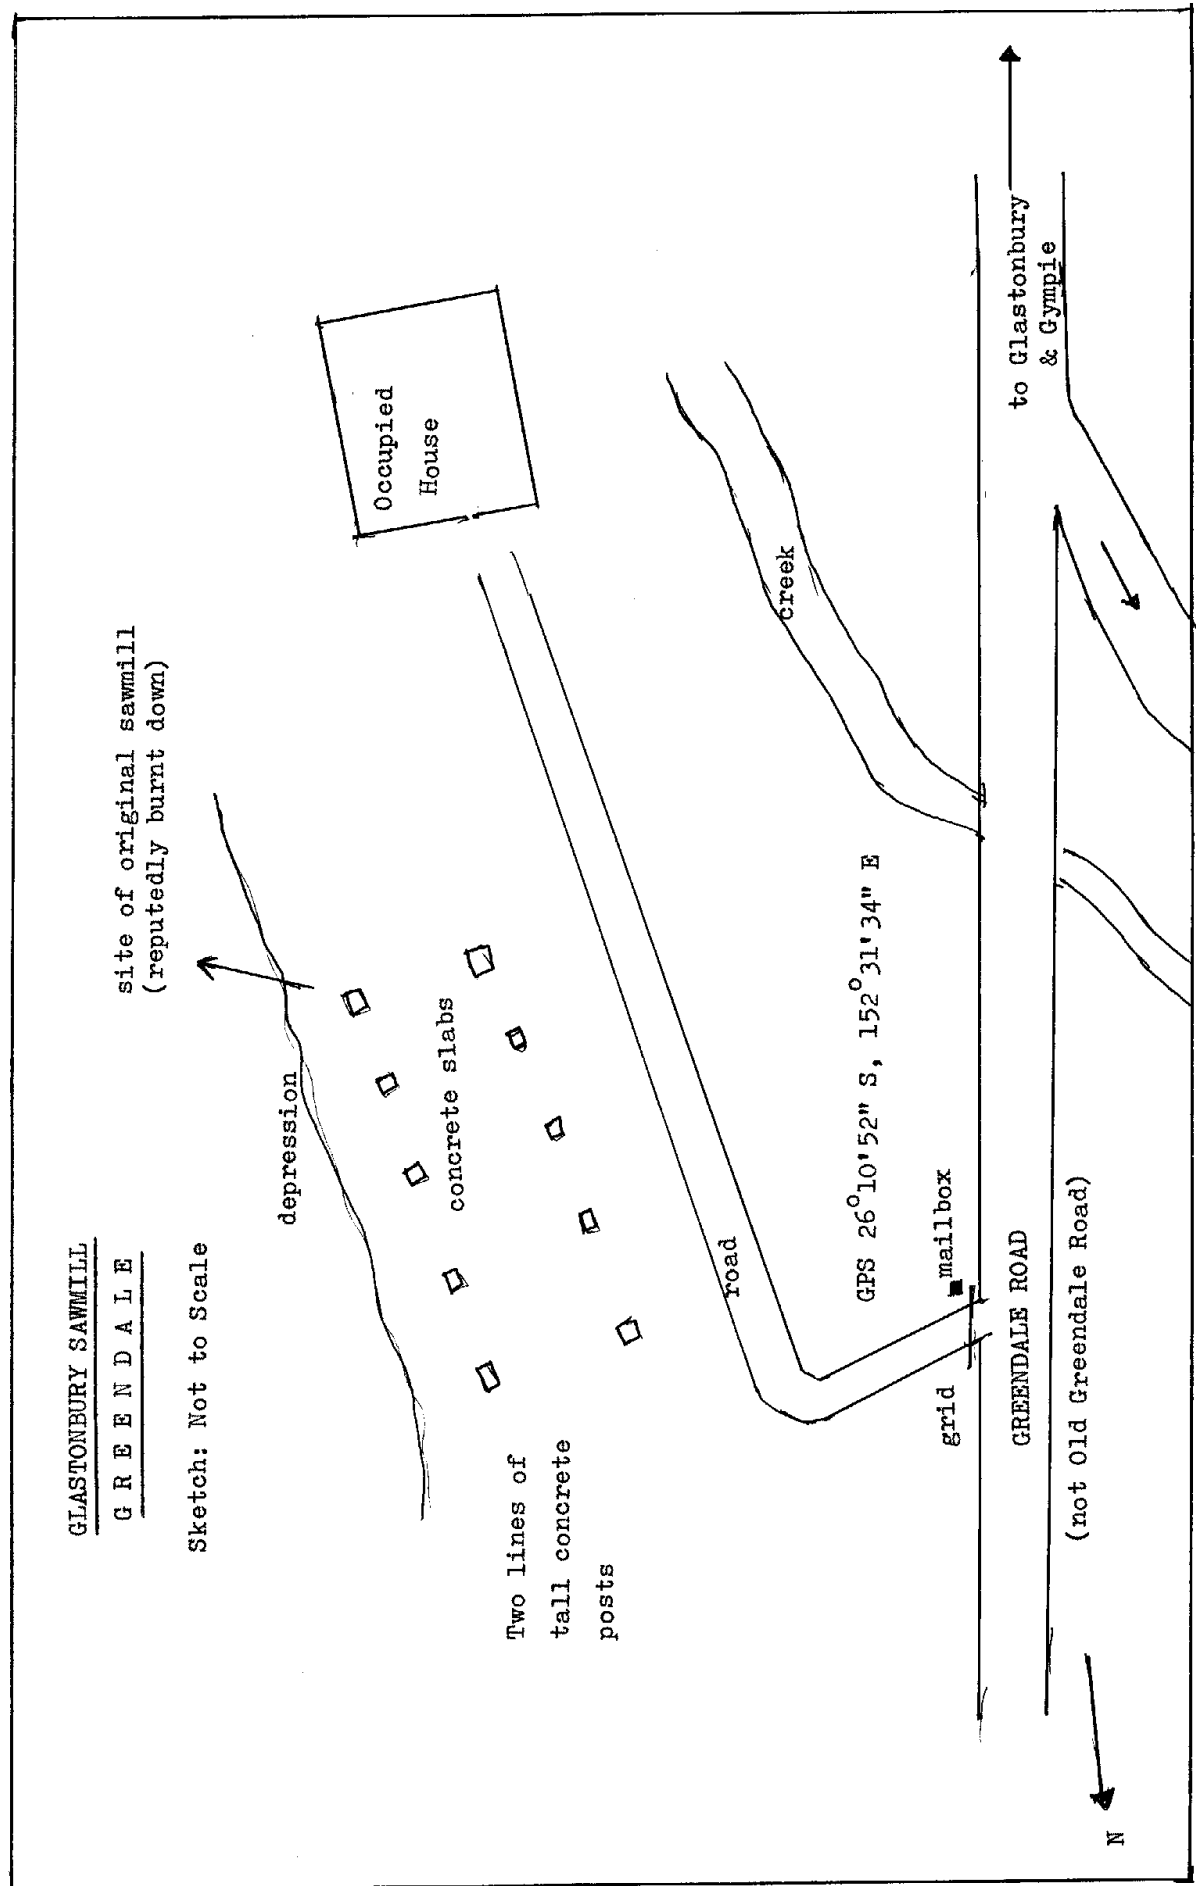 GLASTONBURY SAWMILL
G R E E N D A L E
Sketch: Not to Scale
site of original sawmill
(reputedly burnt down)
depression
concrete slabs
Occupied
House
Two lines of
tall concrete
posts
road
creek
GPS 26°10'52" S, 152°31'34" E
grid
mailbox
GREENDALE ROAD
(not Old Greendale Road)
to Glastonbury
& Gympie
N